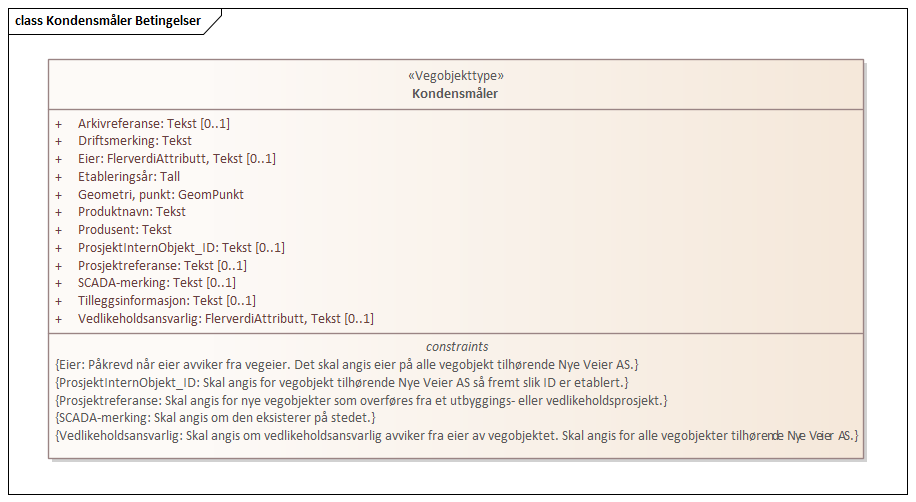 class Kondensmåler Betingelser
«Vegobjekttype»
Kondensmåler
+ Arkivreferanse: Tekst [0..1]
+ Driftsmerking: Tekst
+ Eier: FlerverdiAttributt, Tekst [0..1]
+ Etableringsår: Tall
+ Geometri, punkt: GeomPunkt
+ Produktnavn: Tekst
+ Produsent: Tekst
+ ProsjektInternObjekt_ID: Tekst [0..1]
+ Prosjektreferanse: Tekst [0..1]
+ SCADA-merking: Tekst [0..1]
+ Tilleggsinformasjon: Tekst [0..1]
+ Vedlikeholdsansvarlig: FlerverdiAttributt, Tekst [0..1]
constraints
{Eier: Påkrevd når eier avviker fra vegeier. Det skal angis eier på alle vegobjekt tilhørende Nye Veier AS.}
{ProsjektInternObjekt_ID: Skal angis for vegobjekt tilhørende Nye Veier AS så fremt slik ID er etablert.}
{Prosjektreferanse: Skal angis for nye vegobjekter som overføres fra et utbyggings- eller vedlikeholdsprosjekt.}
{SCADA-merking: Skal angis om den eksisterer på stedet.}
{Vedlikeholdsansvarlig: Skal angis om vedlikeholdsansvarlig avviker fra eier av vegobjektet. Skal angis for alle vegobjekter tilhørende Nye Veier AS.}